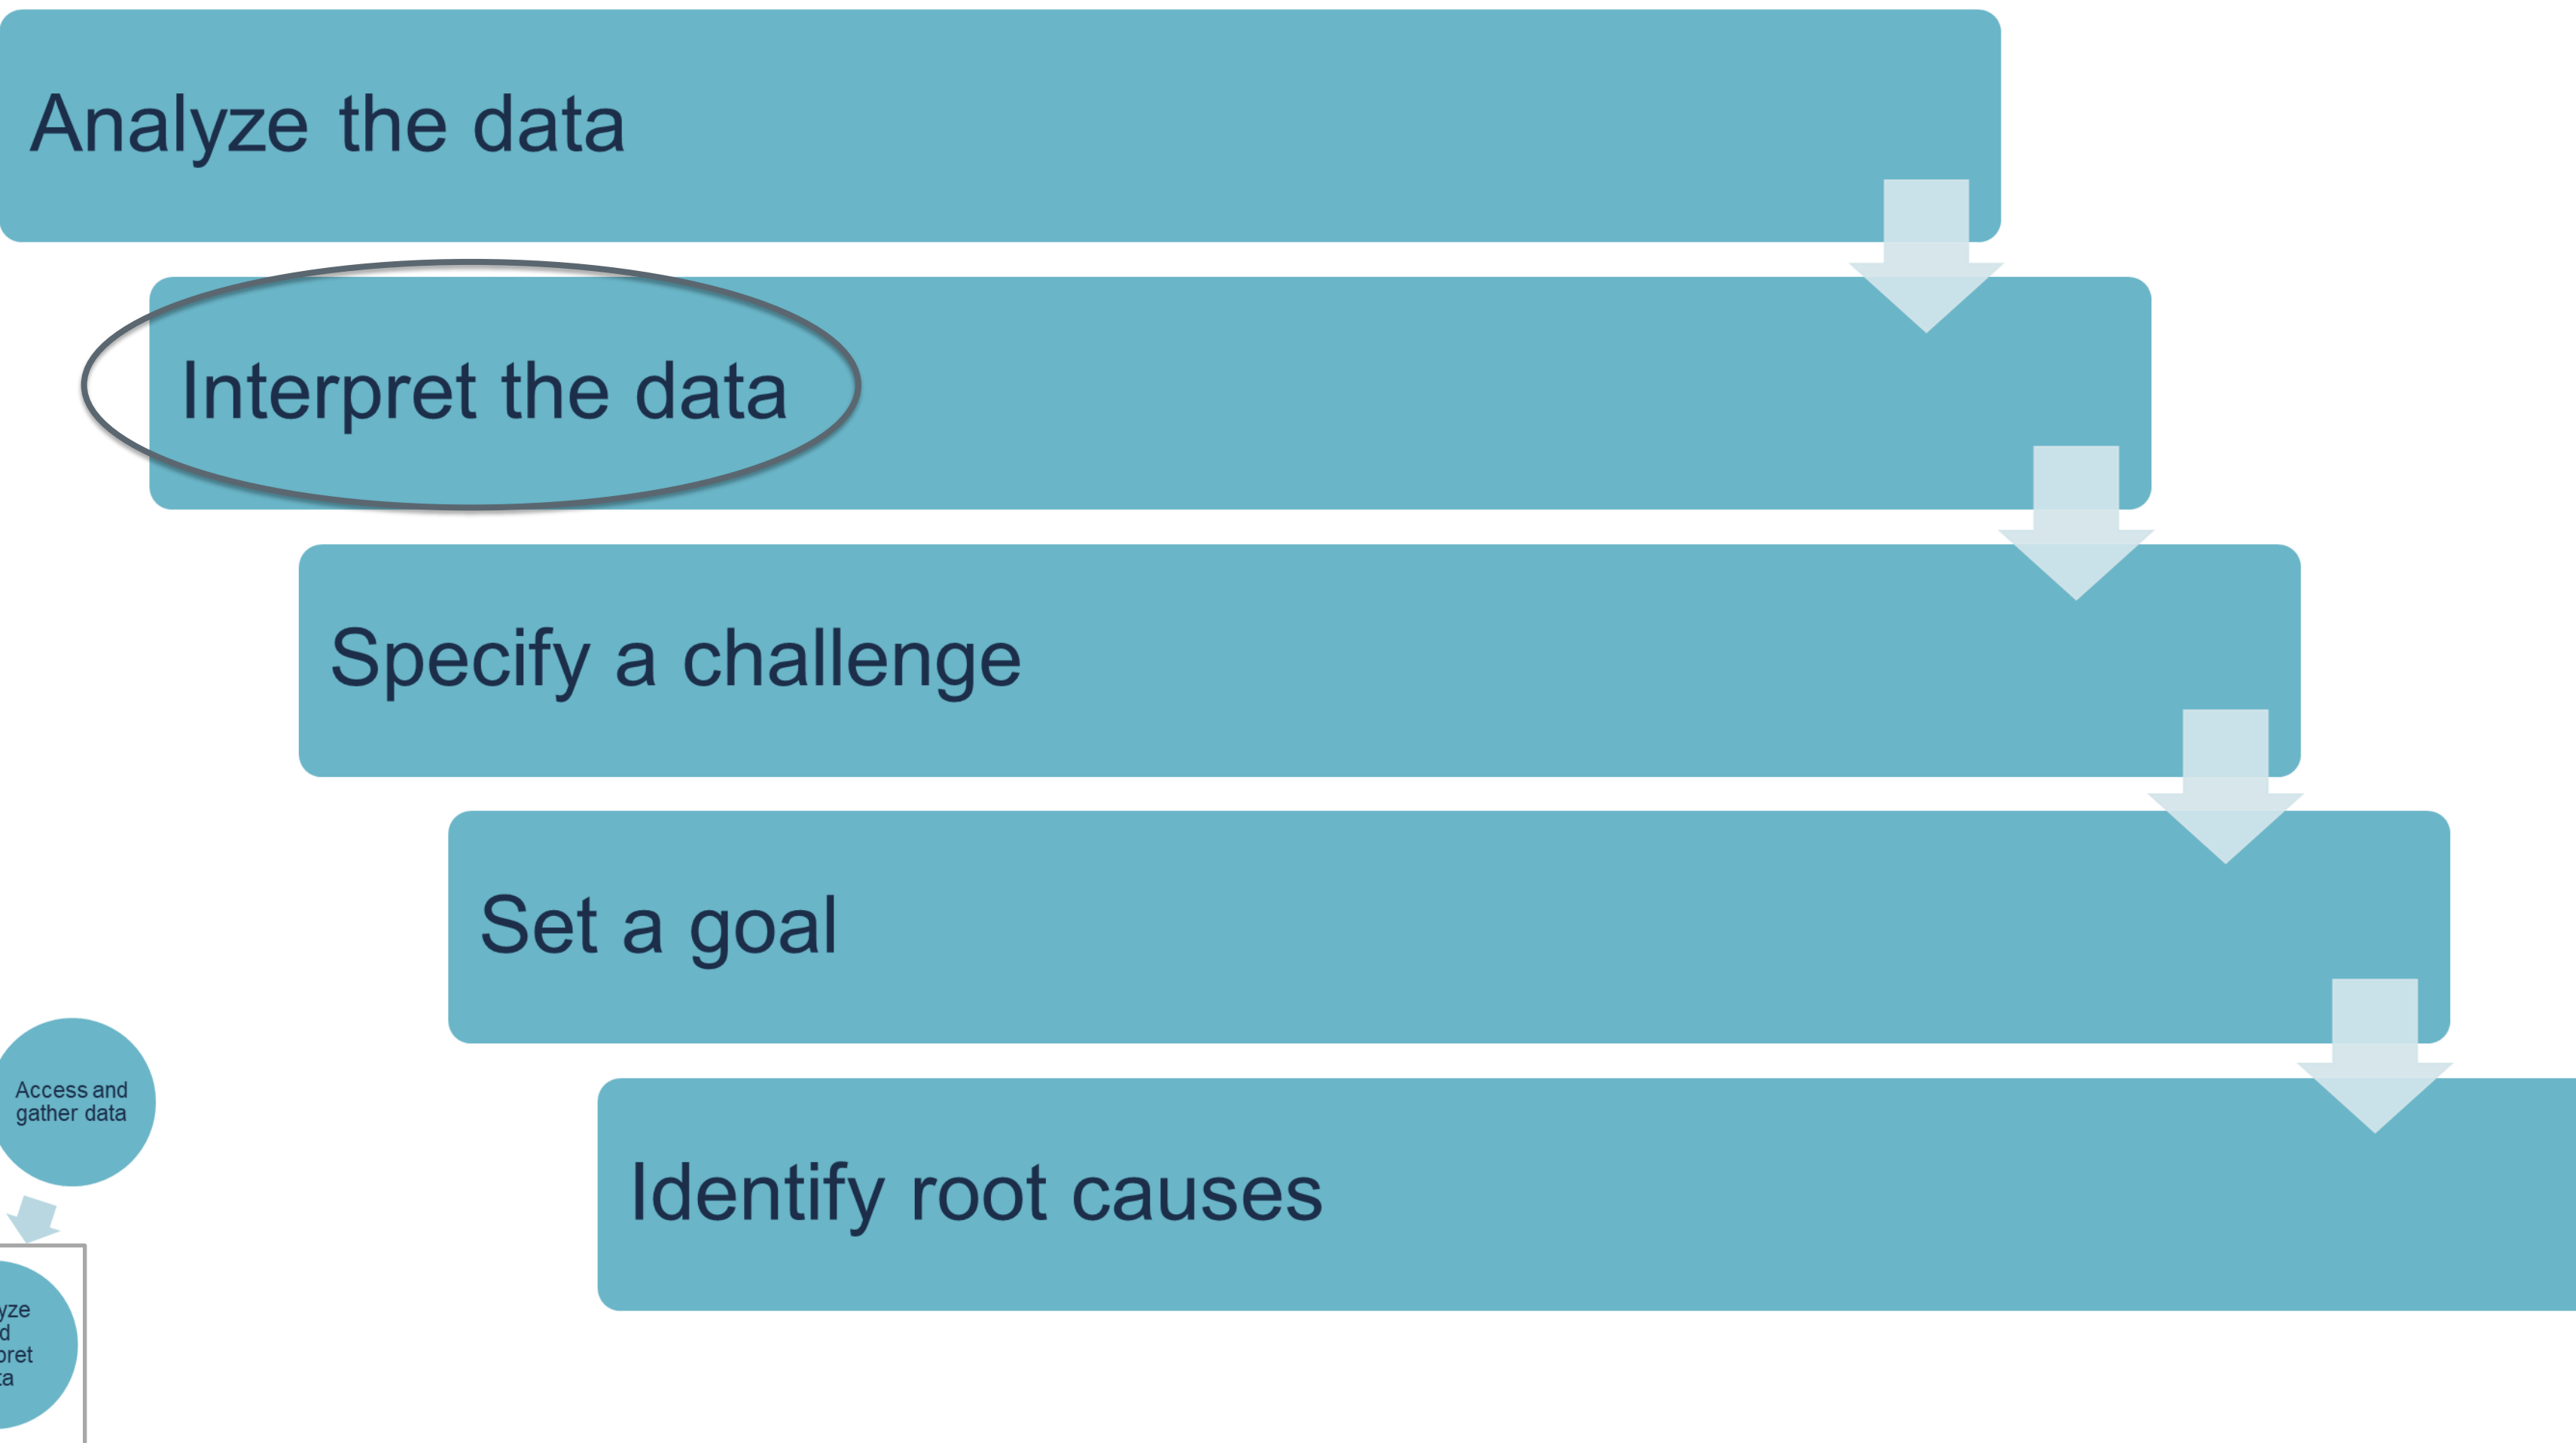 Analyze the data
Interpret the data
Specify a challenge
Set a goal
Identify root causes
Access and
gather data